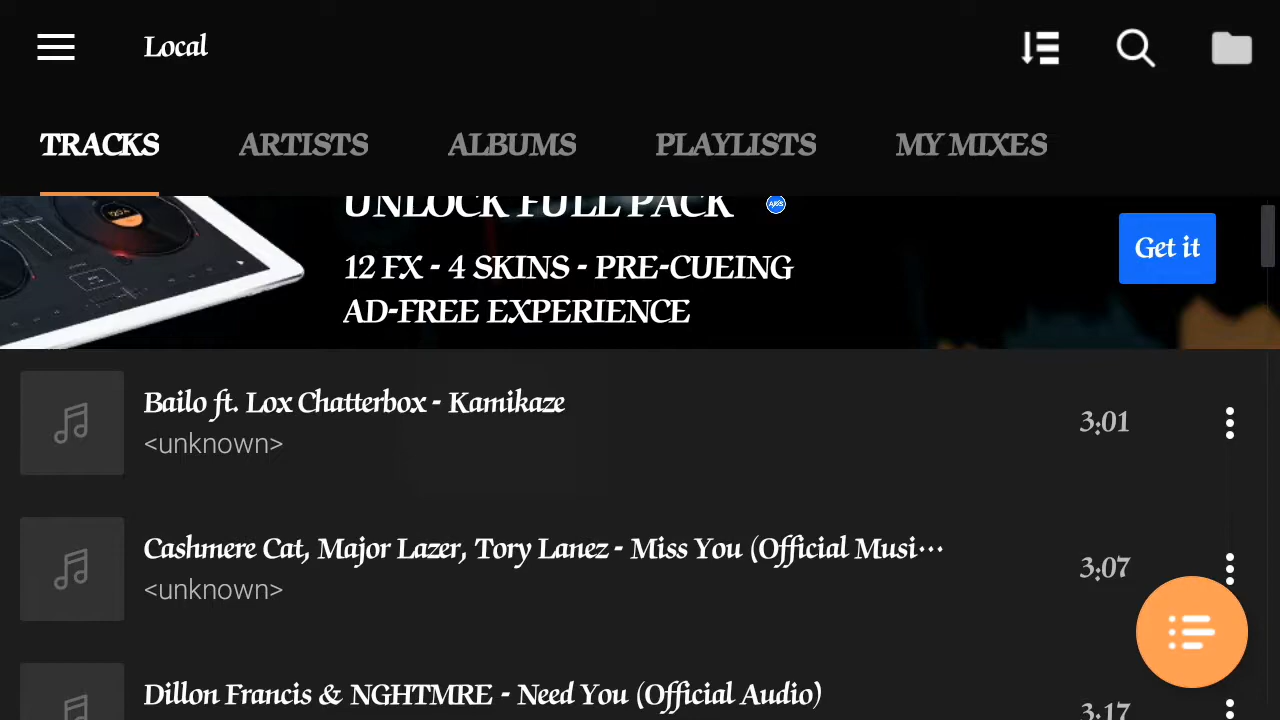 Local
TRACKS ARTISTS ALBUMS PLAYLISTS MY MIXES
UNLOCK FULL PACK
12 FX - 4 SKINS - PRE-CUEING
AD-FREE EXPERIENCE
Get it
Bailo ft. Lox Chatterbox - Kamikaze
<unknown>
3:01
Cashmere Cat, Major Lazer, Tory Lanez - Miss You (Official Musi···
<unknown>
3:07
Dillon Francis & NGHTMRE - Need You (Official Audio)
3:17